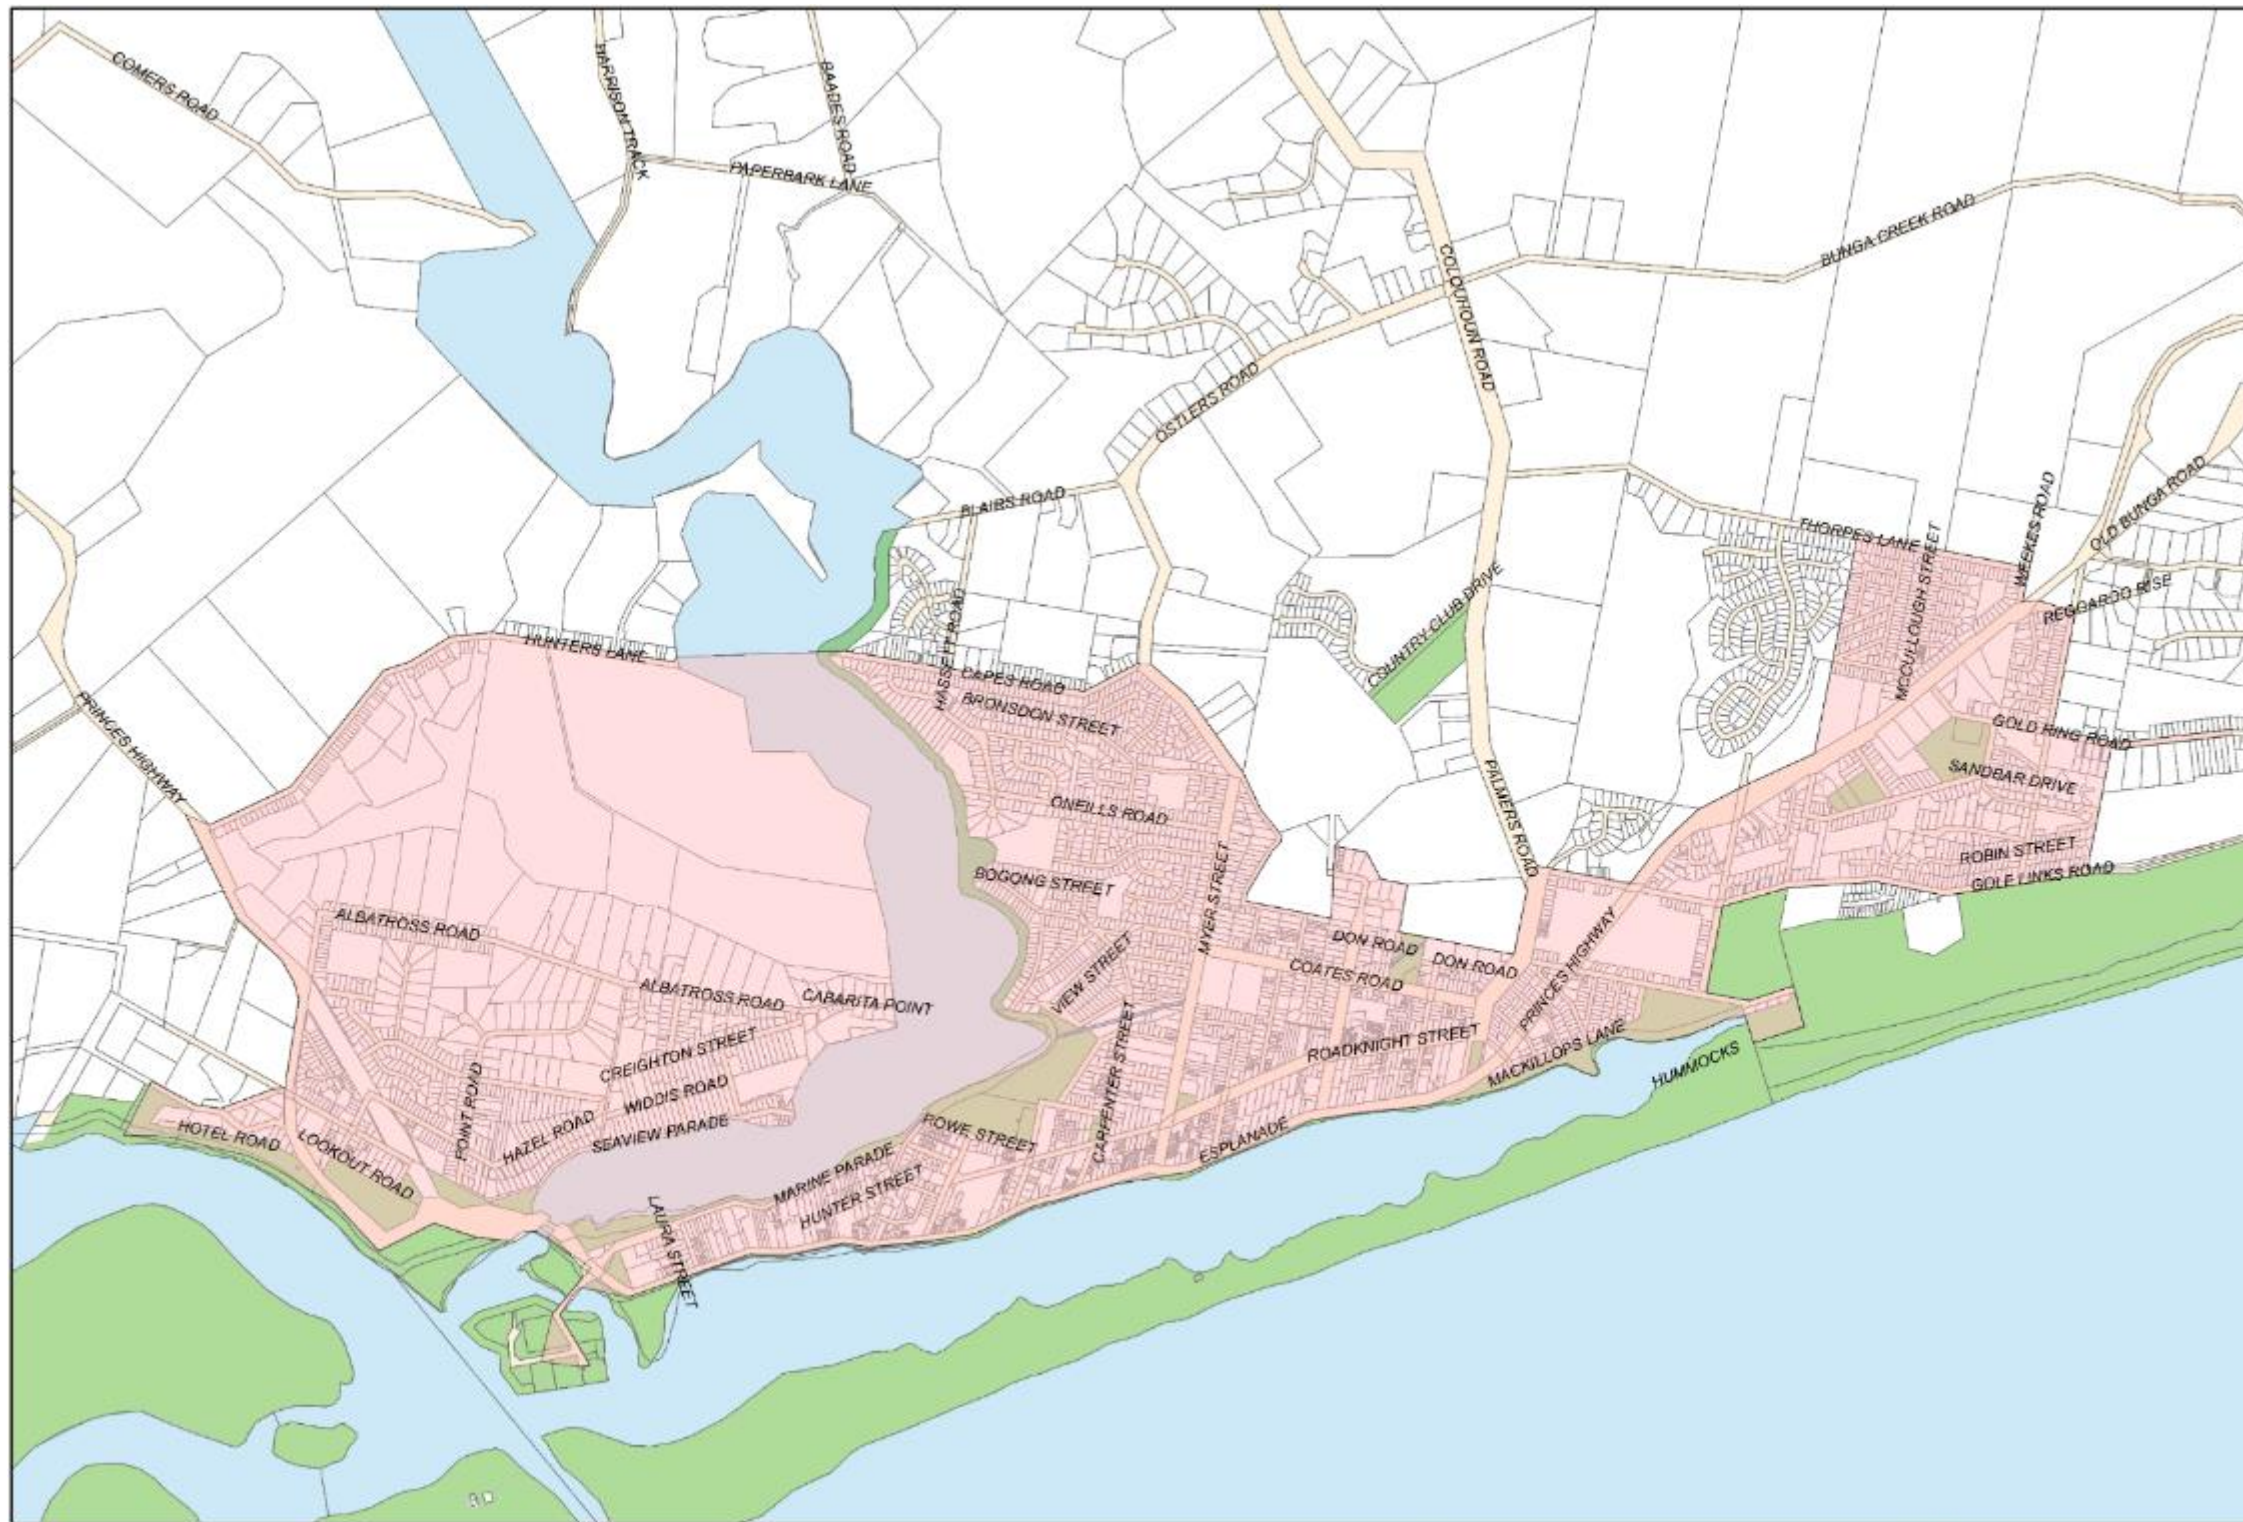 COMERS ROAD
HARRISON TRACK
BAADES ROAD
PAPERBARK LANE
BUNGA CREEK ROAD
COLQUHOUN ROAD
OSTLERS ROAD
BLAIRS ROAD
THORPES LANE
MCCULLOUGH STREET
WEEKES ROAD
OLD BUNGA ROAD
REGGAROO RISE
COUNTRY CLUB DRIVE
HASSETT ROAD
HUNTERS LANE
CAPES ROAD
BRONSDON STREET
PRINCES HIGHWAY
GOLD RING ROAD
SANDBAR DRIVE
ONEILLS ROAD
PALMERS ROAD
ROBIN STREET
GOLF LINKS ROAD
BOGONG STREET
MYER STREET
ALBATROSS ROAD
DON ROAD
DON ROAD
COATES ROAD
VIEW STREET
PRINCES HIGHWAY
ALBATROSS ROAD
CABARITA POINT
CARPENTER STREET
ROADKNIGHT STREET
MACKILLOPS LANE
HUMMOCKS
CREIGHTON STREET
POINT ROAD
WIDDIS ROAD
HAZEL ROAD
SEAVIEW PARADE
HOTEL ROAD
LOOKOUT ROAD
ROWE STREET
ESPLANADE
MARINE PARADE
HUNTER STREET
LAURA STREET